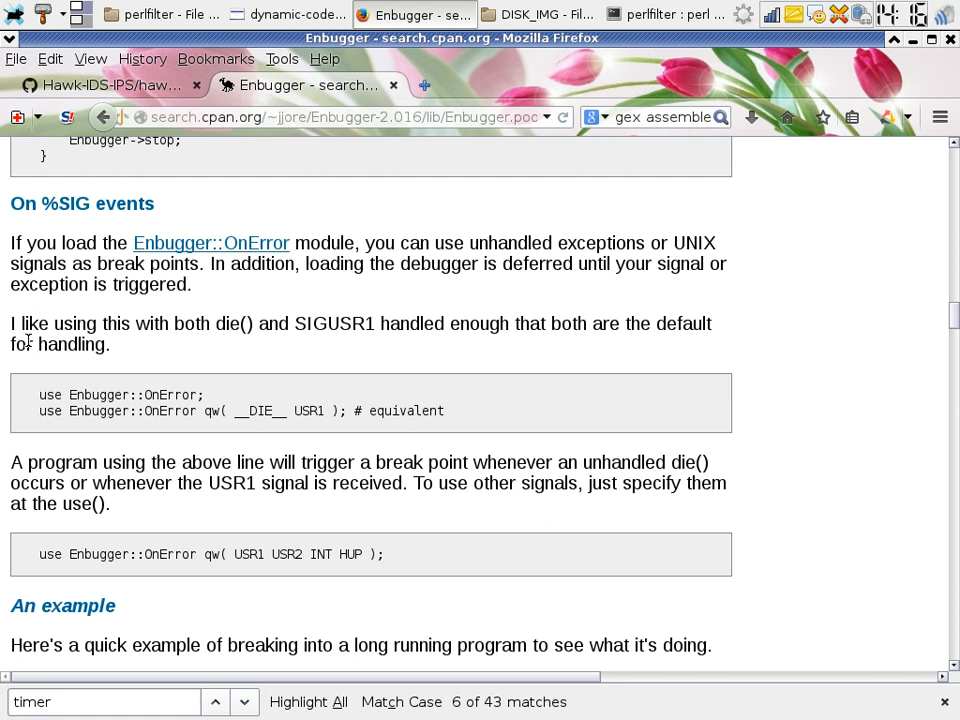 perlfilter - File ...
dynamic-code...
Enbugger - se...
DISK_IMG - Fil...
perlfilter : perl ...
14:16
Enbugger - search.cpan.org - Mozilla Firefox
File Edit View History Bookmarks Tools Help
Hawk-IDS-IPS/haw...
Enbugger - search...
search.cpan.org/~jjore/Enbugger-2.016/lib/Enbugger.poc
gex assemble
Enbugger->stop;
}
On %SIG events
If you load the Enbugger::OnError module, you can use unhandled exceptions or UNIX
signals as break points. In addition, loading the debugger is deferred until your signal or
exception is triggered.
I like using this with both die() and SIGUSR1 handled enough that both are the default
for handling.
use Enbugger::OnError;
use Enbugger::OnError qw( __DIE__ USR1 ); # equivalent
A program using the above line will trigger a break point whenever an unhandled die()
occurs or whenever the USR1 signal is received. To use other signals, just specify them
at the use().
use Enbugger::OnError qw( USR1 USR2 INT HUP );
An example
Here's a quick example of breaking into a long running program to see what it's doing.
timer
Highlight All Match Case 6 of 43 matches